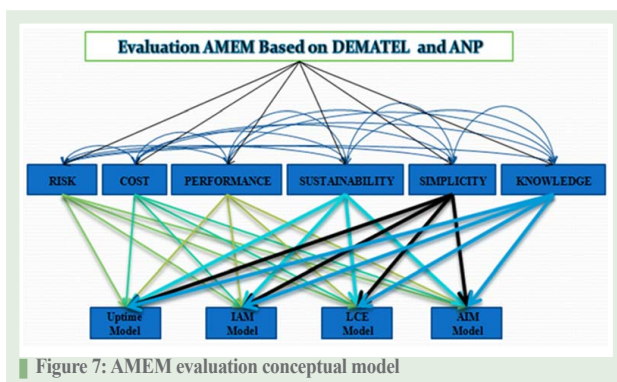 Evaluation AMEM Based on DEMATEL and ANP
RISK COST PERFORMANCE SUSTAINABILITY SIMPLICITY KNOWLEDGE
Uptime IAM LCE AIM
Model Model Model Model
Figure 7: AMEM evaluation conceptual model